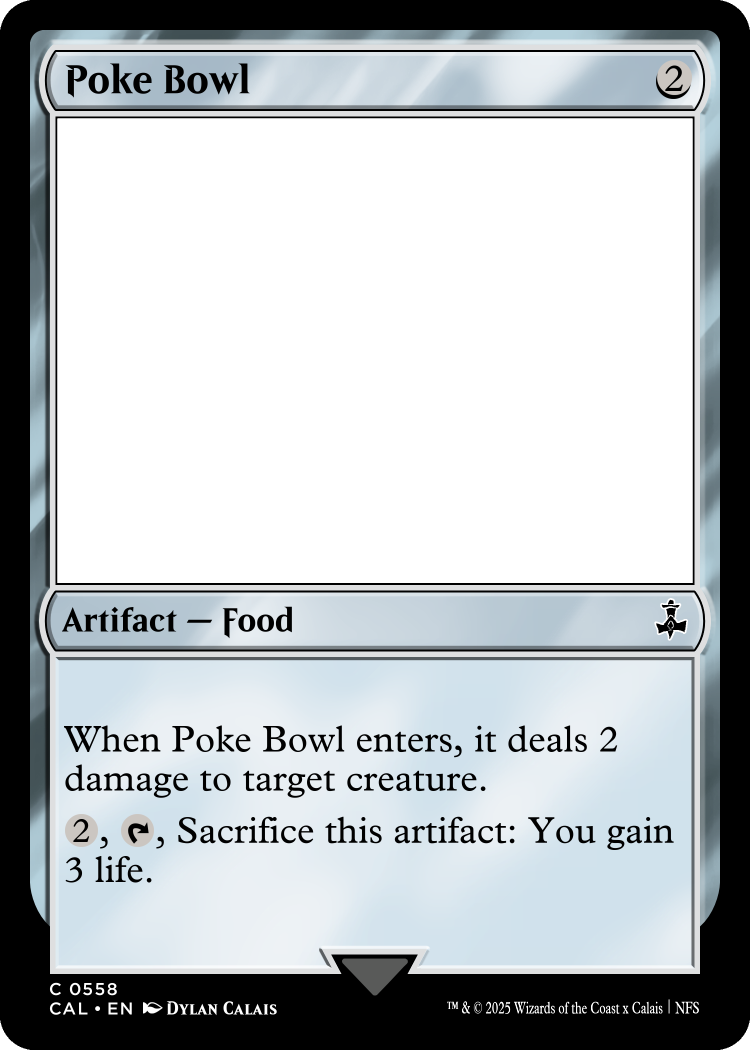 Poke Bowl 2
Artifact — Food
When Poke Bowl enters, it deals 2
damage to target creature.
2, , Sacrifice this artifact: You gain
3 life.
C 0558
CAL • EN DYLAN CALAIS
™ & © 2025 Wizards of the Coast x Calais | NFS